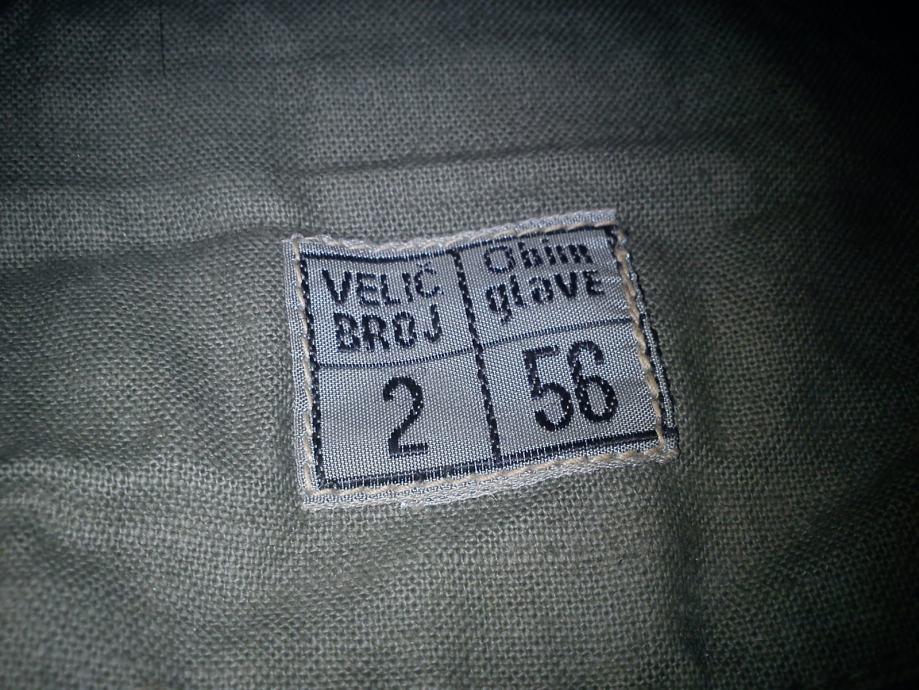 VELIČ
BROJ
Obim
glavE
2
56